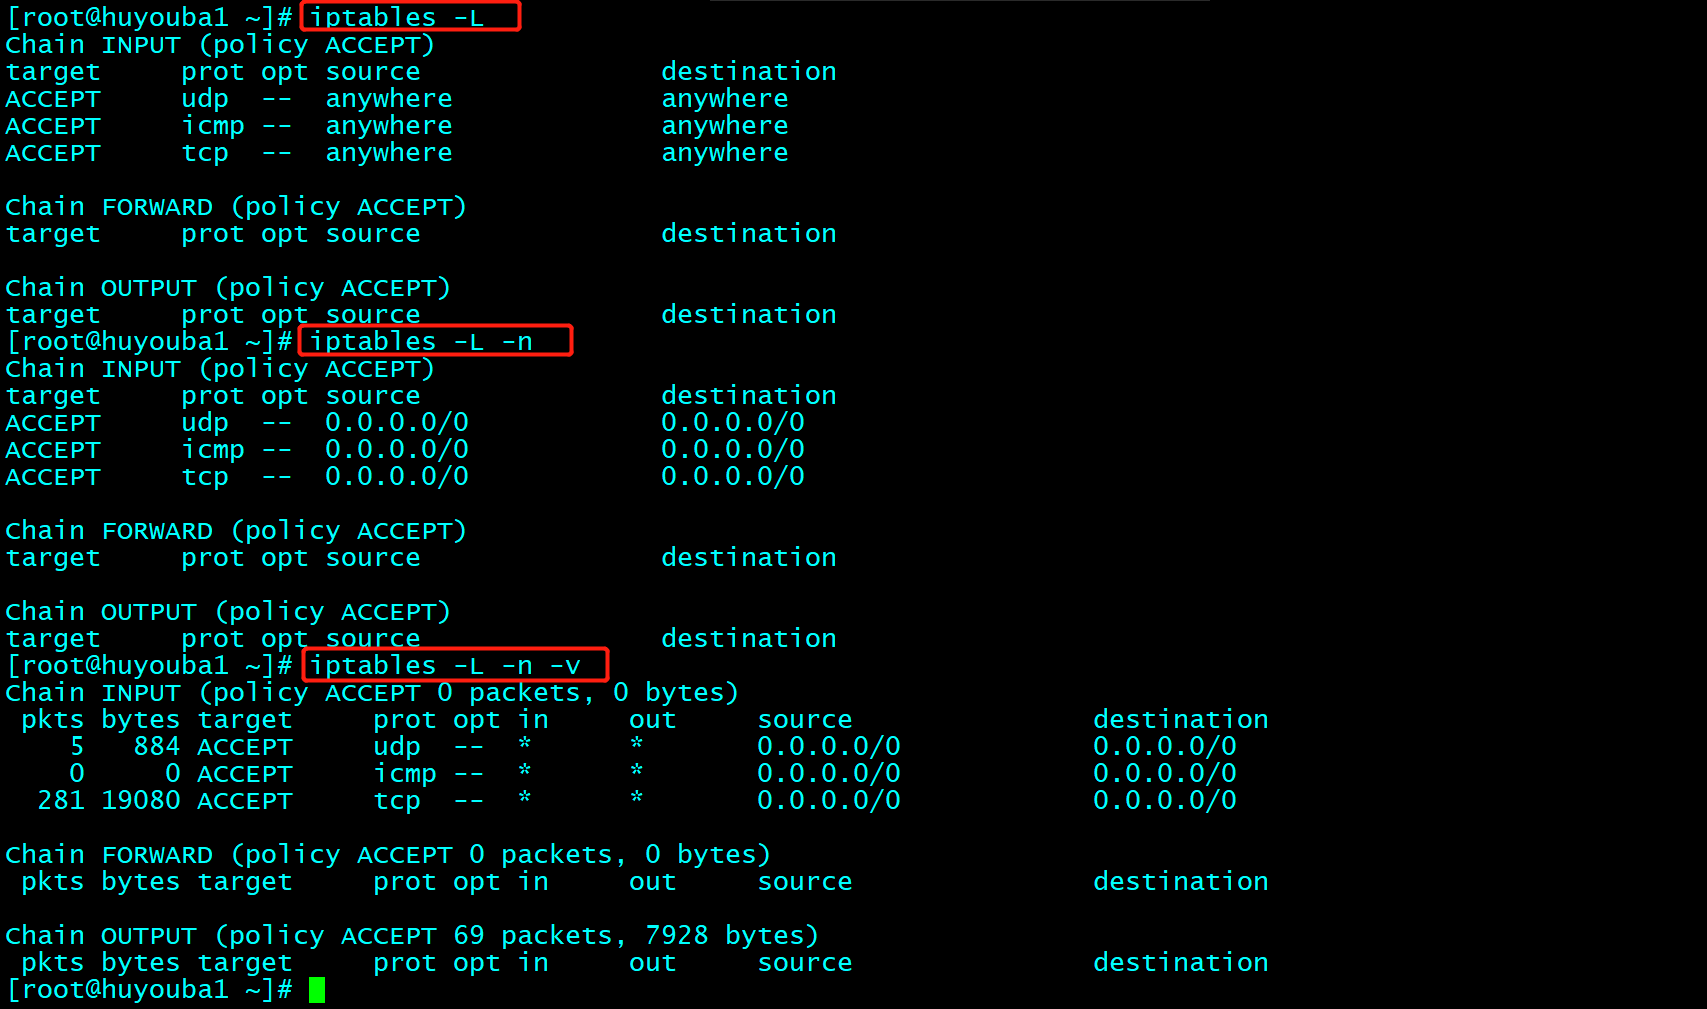 [root@huyouba1 ~]# iptables -L
Chain INPUT (policy ACCEPT)
target     prot opt source               destination
ACCEPT     udp  --  anywhere             anywhere
ACCEPT     icmp --  anywhere             anywhere
ACCEPT     tcp  --  anywhere             anywhere

Chain FORWARD (policy ACCEPT)
target     prot opt source               destination

Chain OUTPUT (policy ACCEPT)
target     prot opt source               destination
[root@huyouba1 ~]# iptables -L -n
Chain INPUT (policy ACCEPT)
target     prot opt source               destination
ACCEPT     udp  --  0.0.0.0/0            0.0.0.0/0
ACCEPT     icmp --  0.0.0.0/0            0.0.0.0/0
ACCEPT     tcp  --  0.0.0.0/0            0.0.0.0/0

Chain FORWARD (policy ACCEPT)
target     prot opt source               destination

Chain OUTPUT (policy ACCEPT)
target     prot opt source               destination
[root@huyouba1 ~]# iptables -L -n -v
Chain INPUT (policy ACCEPT 0 packets, 0 bytes)
 pkts bytes target     prot opt in     out     source               destination
    5   884 ACCEPT     udp  --  *      *       0.0.0.0/0            0.0.0.0/0
    0     0 ACCEPT     icmp --  *      *       0.0.0.0/0            0.0.0.0/0
  281 19080 ACCEPT     tcp  --  *      *       0.0.0.0/0            0.0.0.0/0

Chain FORWARD (policy ACCEPT 0 packets, 0 bytes)
 pkts bytes target     prot opt in     out     source               destination

Chain OUTPUT (policy ACCEPT 69 packets, 7928 bytes)
 pkts bytes target     prot opt in     out     source               destination
[root@huyouba1 ~]#